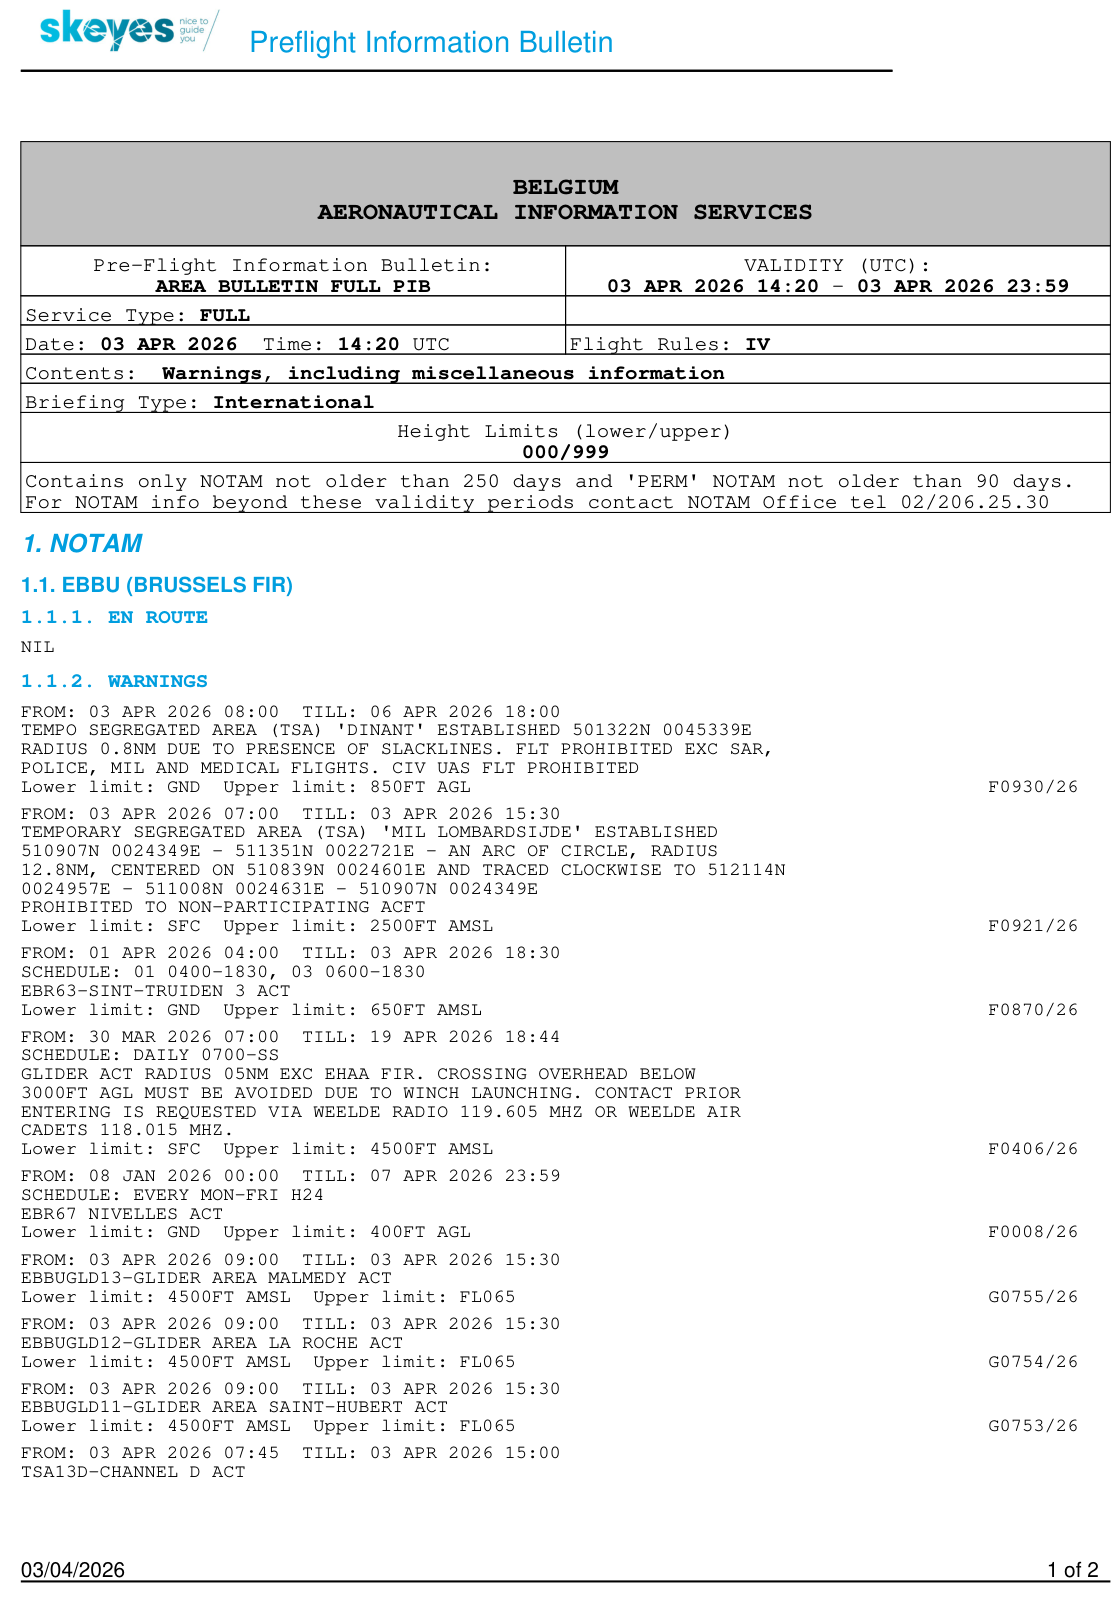 skeyes nice to guide you
Preflight Information Bulletin
BELGIUM
AERONAUTICAL INFORMATION SERVICES
Pre-Flight Information Bulletin:
AREA BULLETIN FULL PIB
VALIDITY (UTC):
03 APR 2026 14:20 - 03 APR 2026 23:59
Service Type: FULL
Date: 03 APR 2026 Time: 14:20 UTC
Flight Rules: IV
Contents: Warnings, including miscellaneous information
Briefing Type: International
Height Limits (lower/upper)
000/999
Contains only NOTAM not older than 250 days and 'PERM' NOTAM not older than 90 days.
For NOTAM info beyond these validity periods contact NOTAM Office tel 02/206.25.30
1. NOTAM
1.1. EBBU (BRUSSELS FIR)
1.1.1. EN ROUTE
NIL
1.1.2. WARNINGS
FROM: 03 APR 2026 08:00 TILL: 06 APR 2026 18:00
TEMPO SEGREGATED AREA (TSA) 'DINANT' ESTABLISHED 501322N 0045339E
RADIUS 0.8NM DUE TO PRESENCE OF SLACKLINES. FLT PROHIBITED EXC SAR,
POLICE, MIL AND MEDICAL FLIGHTS. CIV UAS FLT PROHIBITED
Lower limit: GND Upper limit: 850FT AGL F0930/26
FROM: 03 APR 2026 07:00 TILL: 03 APR 2026 15:30
TEMPORARY SEGREGATED AREA (TSA) 'MIL LOMBARDSIJDE' ESTABLISHED
510907N 0024349E - 511351N 0022721E - AN ARC OF CIRCLE, RADIUS
12.8NM, CENTERED ON 510839N 0024601E AND TRACED CLOCKWISE TO 512114N
0024957E - 511008N 0024631E - 510907N 0024349E
PROHIBITED TO NON-PARTICIPATING ACFT
Lower limit: SFC Upper limit: 2500FT AMSL F0921/26
FROM: 01 APR 2026 04:00 TILL: 03 APR 2026 18:30
SCHEDULE: 01 0400-1830, 03 0600-1830
EBR63-SINT-TRUIDEN 3 ACT
Lower limit: GND Upper limit: 650FT AMSL F0870/26
FROM: 30 MAR 2026 07:00 TILL: 19 APR 2026 18:44
SCHEDULE: DAILY 0700-SS
GLIDER ACT RADIUS 05NM EXC EHAA FIR. CROSSING OVERHEAD BELOW
3000FT AGL MUST BE AVOIDED DUE TO WINCH LAUNCHING. CONTACT PRIOR
ENTERING IS REQUESTED VIA WEELDE RADIO 119.605 MHZ OR WEELDE AIR
CADETS 118.015 MHZ.
Lower limit: SFC Upper limit: 4500FT AMSL F0406/26
FROM: 08 JAN 2026 00:00 TILL: 07 APR 2026 23:59
SCHEDULE: EVERY MON-FRI H24
EBR67 NIVELLES ACT
Lower limit: GND Upper limit: 400FT AGL F0008/26
FROM: 03 APR 2026 09:00 TILL: 03 APR 2026 15:30
EBBUGLD13-GLIDER AREA MALMEDY ACT
Lower limit: 4500FT AMSL Upper limit: FL065 G0755/26
FROM: 03 APR 2026 09:00 TILL: 03 APR 2026 15:30
EBBUGLD12-GLIDER AREA LA ROCHE ACT
Lower limit: 4500FT AMSL Upper limit: FL065 G0754/26
FROM: 03 APR 2026 09:00 TILL: 03 APR 2026 15:30
EBBUGLD11-GLIDER AREA SAINT-HUBERT ACT
Lower limit: 4500FT AMSL Upper limit: FL065 G0753/26
FROM: 03 APR 2026 07:45 TILL: 03 APR 2026 15:00
TSA13D-CHANNEL D ACT
03/04/2026 1 of 2